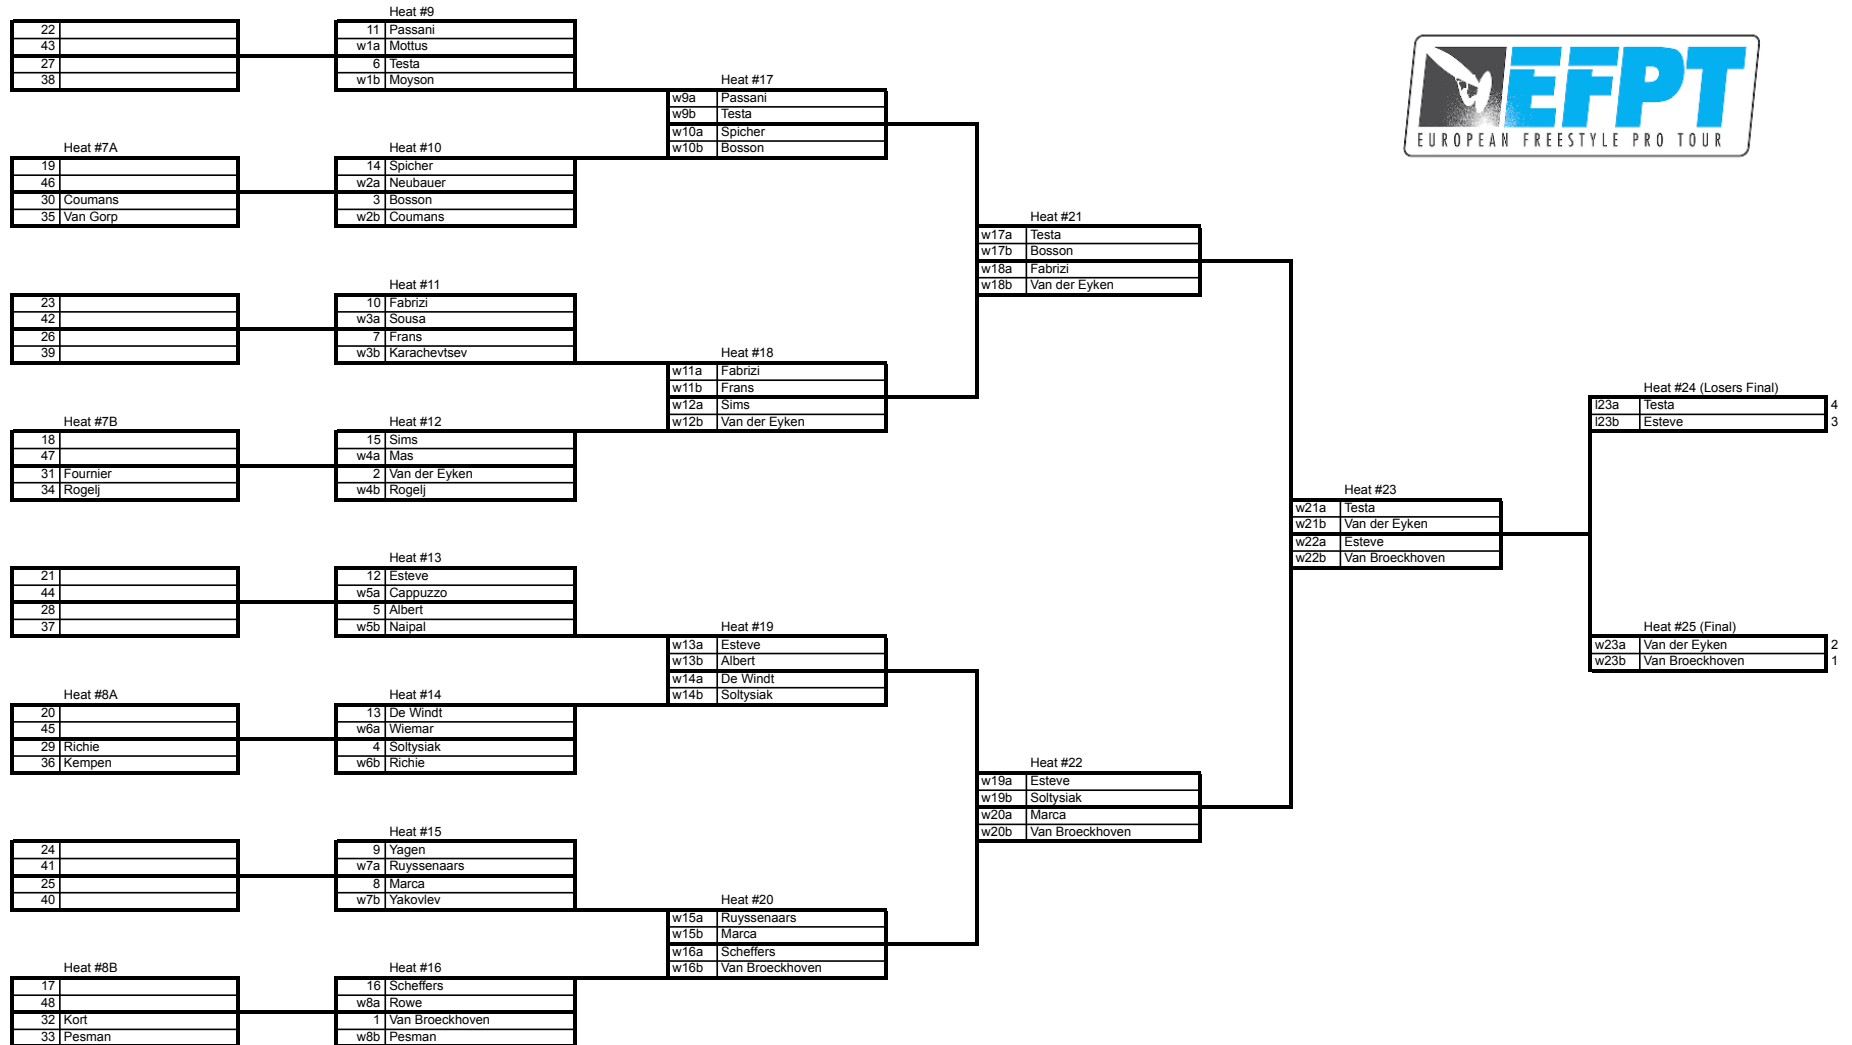 Heat #9
22
43
27
38
11 Passani
w1a Mottus
6 Testa
w1b Moyson
Heat #7A
19
46
30 Coumans
35 Van Gorp
Heat #10
14 Spicher
w2a Neubauer
3 Bosson
w2b Coumans
23
42
26
39
Heat #11
10 Fabrizi
w3a Sousa
7 Frans
w3b Karachevtsev
Heat #7B
18
47
31 Fournier
34 Rogelj
Heat #12
15 Sims
w4a Mas
2 Van der Eyken
w4b Rogelj
21
44
28
37
Heat #13
12 Esteve
w5a Cappuzzo
5 Albert
w5b Naipal
Heat #8A
20
45
29 Richie
36 Kempen
Heat #14
13 De Windt
w6a Wiemar
4 Soltysiak
w6b Richie
24
41
25
40
Heat #15
9 Yagen
w7a Ruyssenaars
8 Marca
w7b Yakovlev
Heat #8B
17
48
32 Kort
33 Pesman
Heat #16
16 Scheffers
w8a Rowe
1 Van Broeckhoven
w8b Pesman
Heat #17
w9a Passani
w9b Testa
w10a Spicher
w10b Bosson
Heat #18
w11a Fabrizi
w11b Frans
w12a Sims
w12b Van der Eyken
Heat #19
w13a Esteve
w13b Albert
w14a De Windt
w14b Soltysiak
Heat #20
w15a Ruyssenaars
w15b Marca
w16a Scheffers
w16b Van Broeckhoven
Heat #21
w17a Testa
w17b Bosson
w18a Fabrizi
w18b Van der Eyken
Heat #22
w19a Esteve
w19b Soltysiak
w20a Marca
w20b Van Broeckhoven
Heat #23
w21a Testa
w21b Van der Eyken
w22a Esteve
w22b Van Broeckhoven
Heat #24 (Losers Final)
l23a Testa 4
l23b Esteve 3
Heat #25 (Final)
w23a Van der Eyken 2
w23b Van Broeckhoven 1
EFPT
EUROPEAN FREESTYLE PRO TOUR